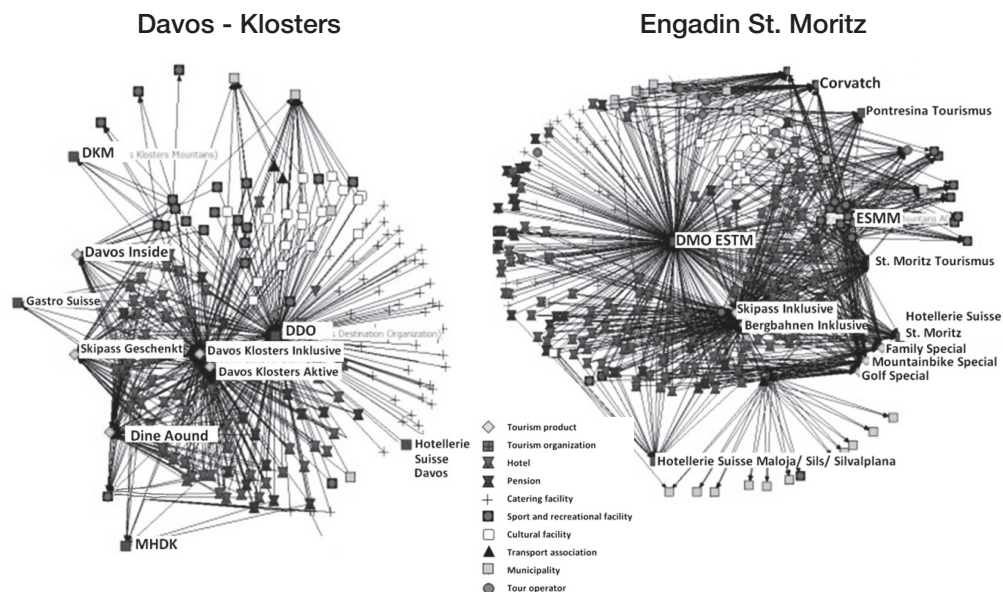 Davos - Klosters
Engadin St. Moritz
DKM
s Klosters Mountains)
Davos Inside
Gastro Suisse
DDO
s Destination Organization)
Skipass Geschenkt
Davos Klosters Inklusive
Davos Klosters Aktive
Dine Aound
Hotellerie
Suisse
Davos
MHDK
Corvatch
Pontresina Tourismus
ESMM
DMO ESTM
St. Moritz Tourismus
Skipass Inklusive
Bergbahnen Inklusive
Hotellerie Suisse
St. Moritz
Family Special
Mountainbike Special
Golf Special
Hotellerie Suisse Maloja/ Sils/ Silvalplana
Tourism product
Tourism organization
Hotel
Pension
Catering facility
Sport and recreational facility
Cultural facility
Transport association
Municipality
Tour operator